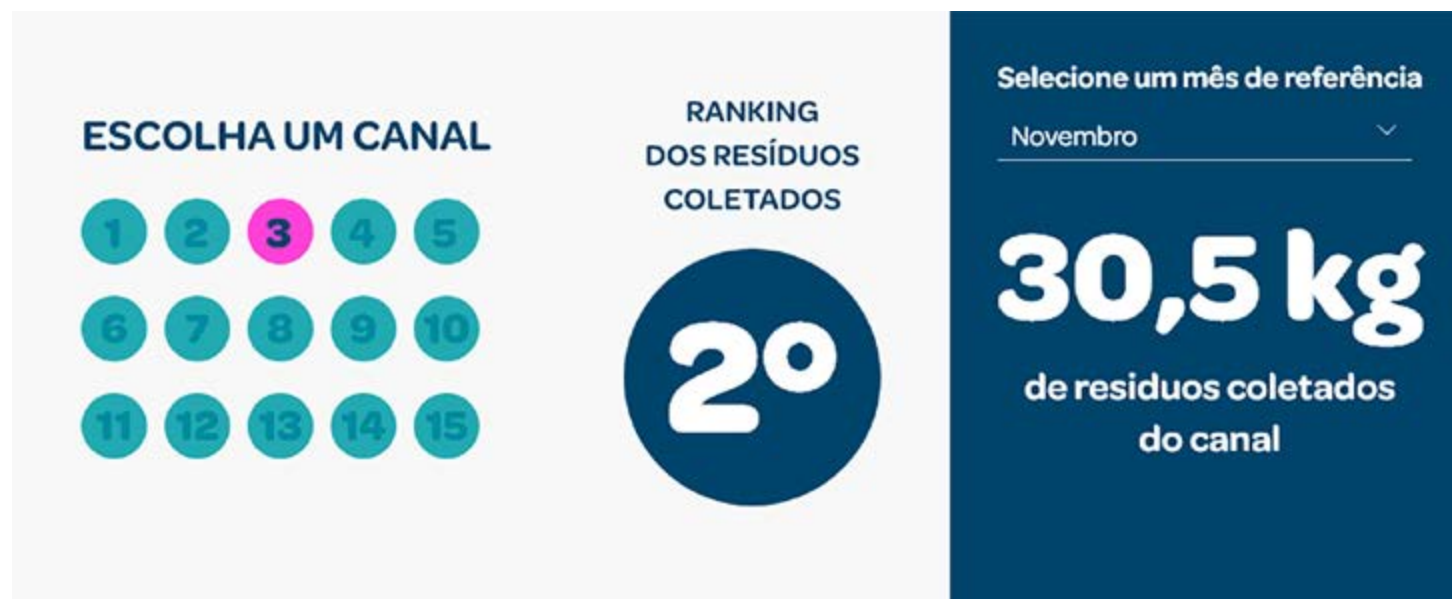 ESCOLHA UM CANAL
1 2 3 4 5
6 7 8 9 10
11 12 13 14 15
RANKING
DOS RESÍDUOS
COLETADOS
2º
Selecione um mês de referência
Novembro
30,5 kg
de residuos coletados
do canal